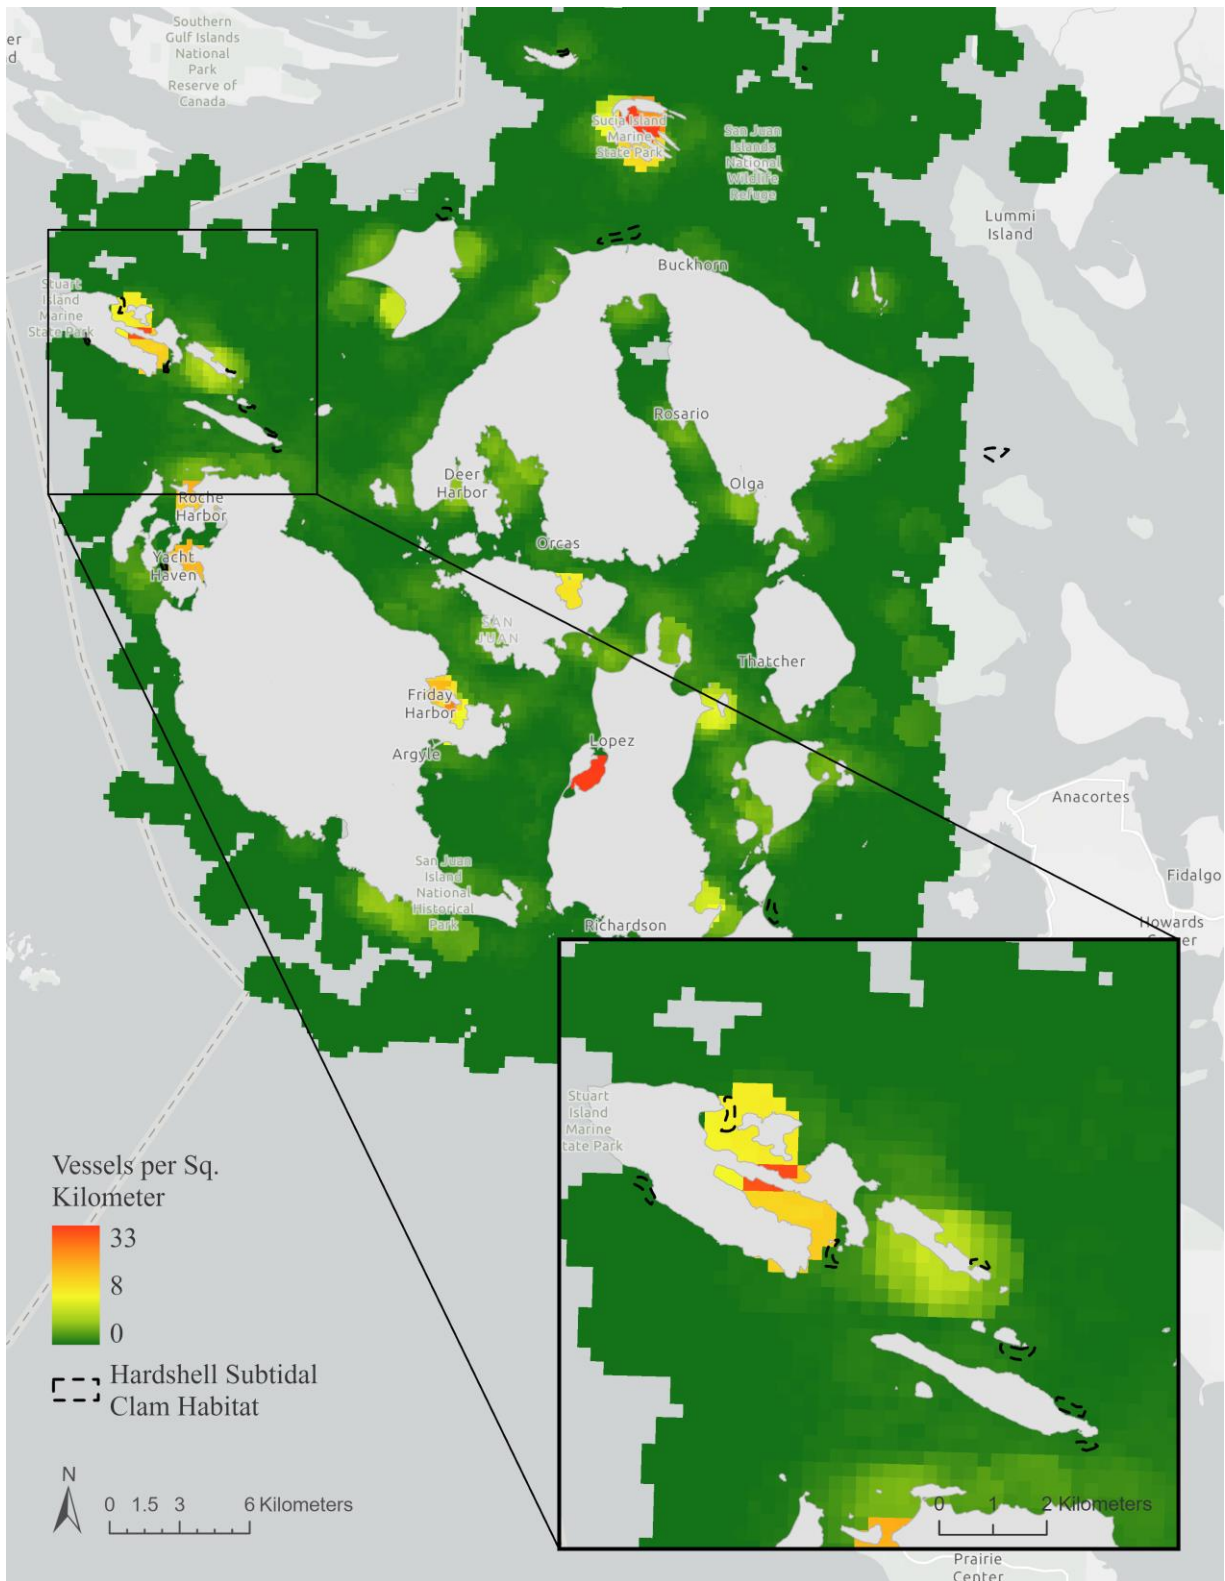 er
d
Southern
Gulf Islands
National
Park
Reserve of
Canada
Sucia Island
Marine
State Park
San Juan
Islands
National
Wildlife
Refuge
Lummi
Island
Buckhorn
Stuart
Island
Marine
State Park
Rosario
Deer
Harbor
Olga
Roche
Harbor
Orcas
Yacht
Haven
SAN
JUAN
Thatcher
Friday
Harbor
Argyle
Lopez
Anacortes
San Juan
Island
National
Historical
Park
Fidalgo
Richardson
Howards
Stuart
Island
Marine
tate Park
Vessels per Sq.
Kilometer
33
8
0
Hardshell Subtidal
Clam Habitat
N
0 1.5 3 6 Kilometers
0 1 2 Kilometers
Prairie
Center